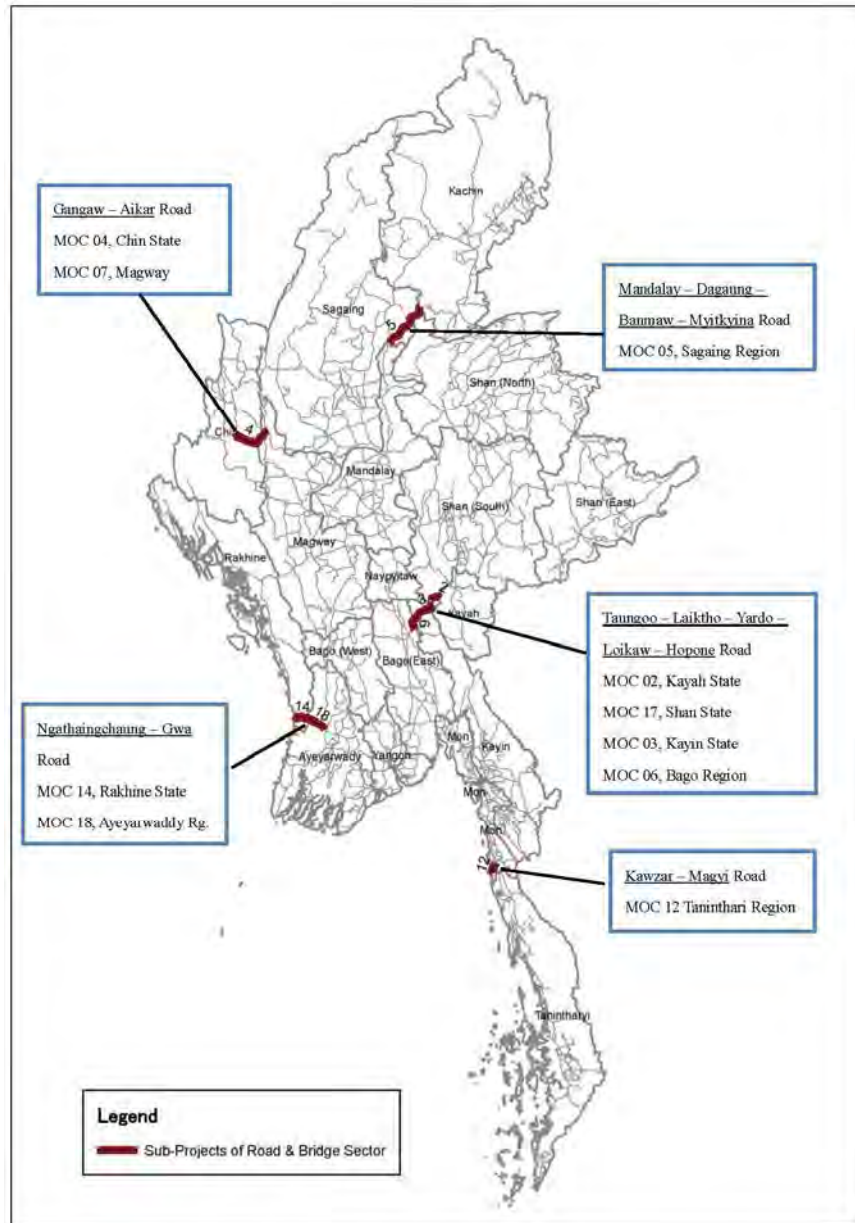 Kachin
Gangaw – Aikar Road
MOC 04, Chin State
MOC 07, Magway
Sagaing
5
Mandalay – Dagaung –
Banmaw – Myitkyina Road
MOC 05, Sagaing Region
Shan (North)
4
Mandalay
Shan (South)
Shan (East)
Magway
Rakhine
Naypyitaw
2
Kayah
Bago (West)
Bago(East)
Taungoo – Laiktho – Yardo –
Loikaw – Hopone Road
MOC 02, Kayah State
MOC 17, Shan State
MOC 03, Kayin State
MOC 06, Bago Region
14 18
Ngathaingchaung – Gwa
Road
MOC 14, Rakhine State
MOC 18, Ayeyarwaddy Rg.
Ayeyarwady
Yangon
Mon
Kayin
Mon
Mon
12
Kawzar – Magyi Road
MOC 12 Taninthari Region
Tanintharyi
Legend
Sub-Projects of Road & Bridge Sector